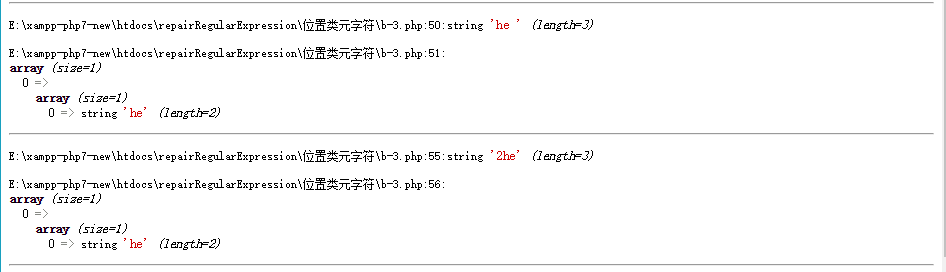 E:\xampp-php7-new\htdocs\repairRegularExpression\位置类元字符\b-3.php:50:string 'he ' (length=3)
E:\xampp-php7-new\htdocs\repairRegularExpression\位置类元字符\b-3.php:51:
array (size=1)
0 =>
array (size=1)
0 => string 'he' (length=2)
E:\xampp-php7-new\htdocs\repairRegularExpression\位置类元字符\b-3.php:55:string '2he' (length=3)
E:\xampp-php7-new\htdocs\repairRegularExpression\位置类元字符\b-3.php:56:
array (size=1)
0 =>
array (size=1)
0 => string 'he' (length=2)